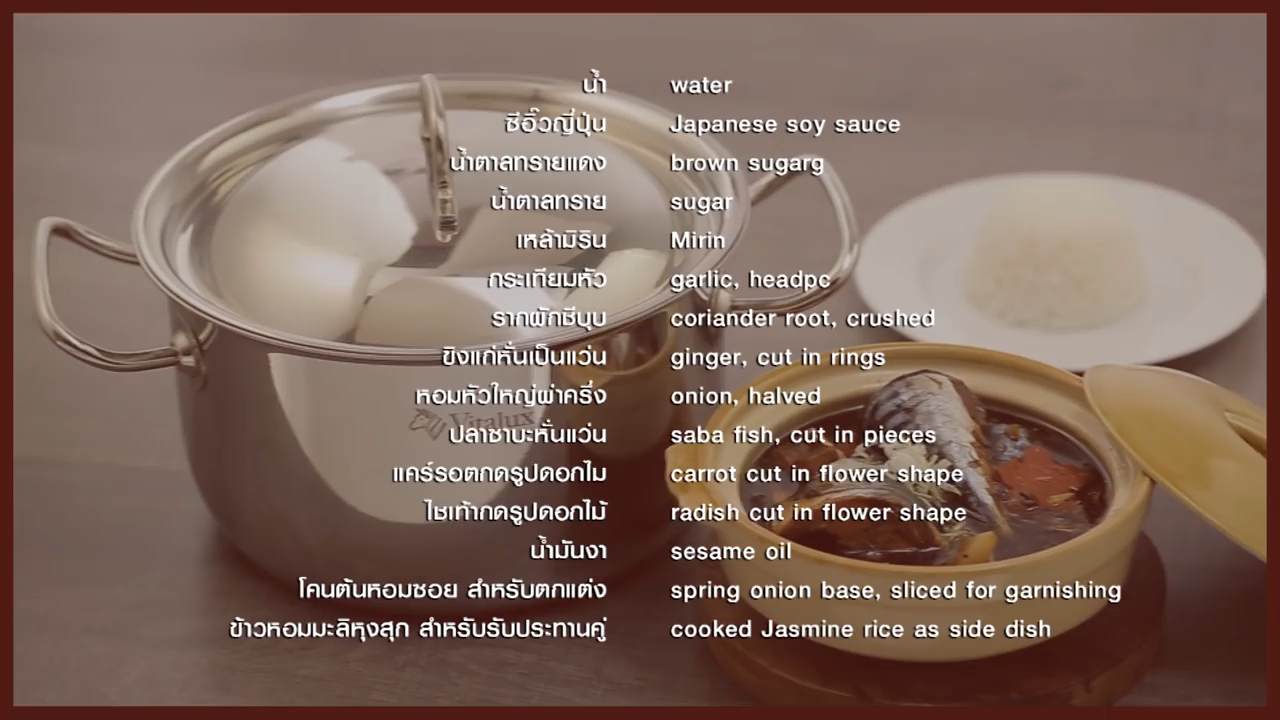 น้ำ water
ซีอิ๊วญี่ปุ่น Japanese soy sauce
น้ำตาลทรายแดง brown sugarg
น้ำตาลทราย sugar
เหล้ามิริน Mirin
กระเทียมหัว garlic, headpc
รากผักชีบุบ coriander root, crushed
ขิงแก่หั่นเป็นแว่น ginger, cut in rings
หอมหัวใหญ่ผ่าครึ่ง onion, halved
Vitalux
ปลาซาบะหั่นแว่น saba fish, cut in pieces
แคร์รอตกดรูปดอกไม carrot cut in flower shape
ไชเท้ากดรูปดอกไม้ radish cut in flower shape
น้ำมันงา sesame oil
โคนต้นหอมซอย สำหรับตกแต่ง spring onion base, sliced for garnishing
ข้าวหอมมะลิหุงสุก สำหรับรับประทานคู่ cooked Jasmine rice as side dish